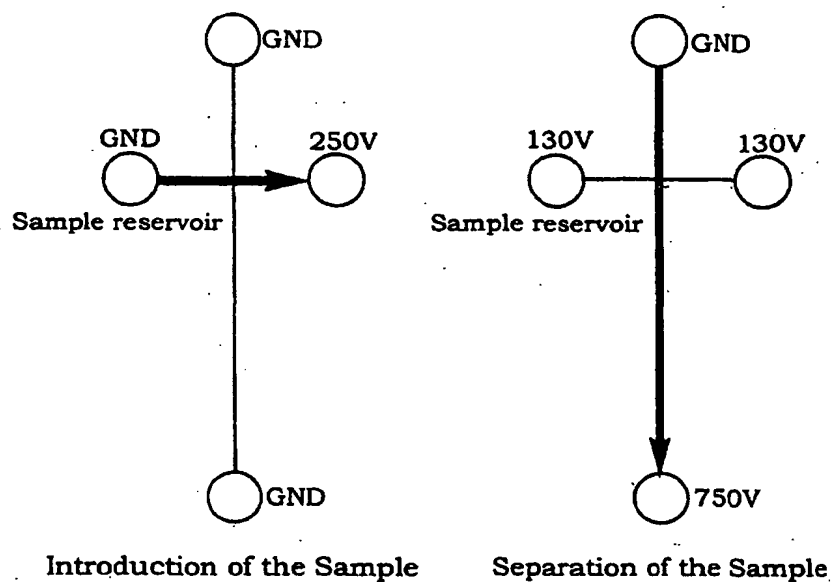 GND
GND
GND
250V
130V
130V
Sample reservoir
Sample reservoir
GND
750V
Introduction of the Sample
Separation of the Sample